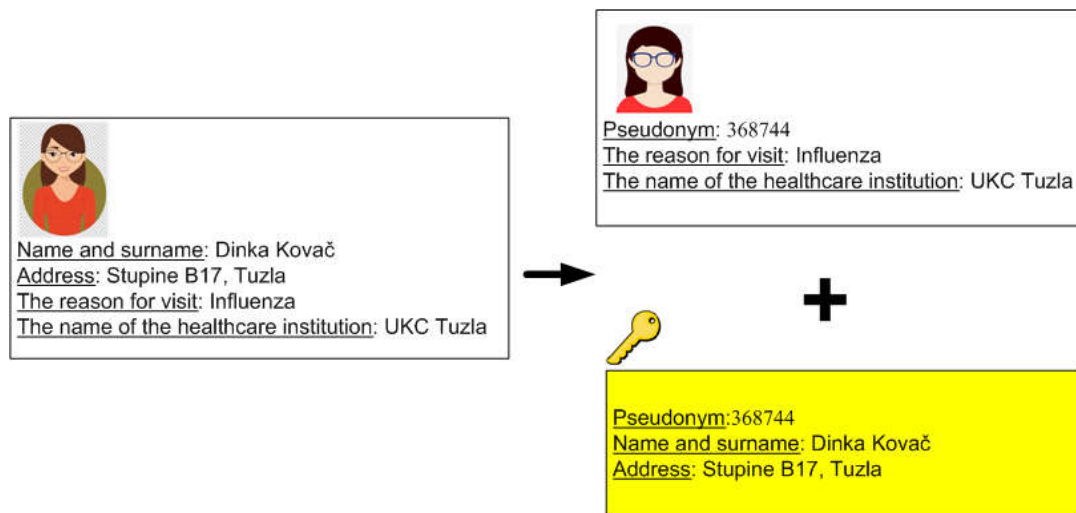 Name and surname: Dinka Kovač
Address: Stupine B17, Tuzla
The reason for visit: Influenza
The name of the healthcare institution: UKC Tuzla
Pseudonym: 368744
The reason for visit: Influenza
The name of the healthcare institution: UKC Tuzla
Pseudonym:368744
Name and surname: Dinka Kovač
Address: Stupine B17, Tuzla